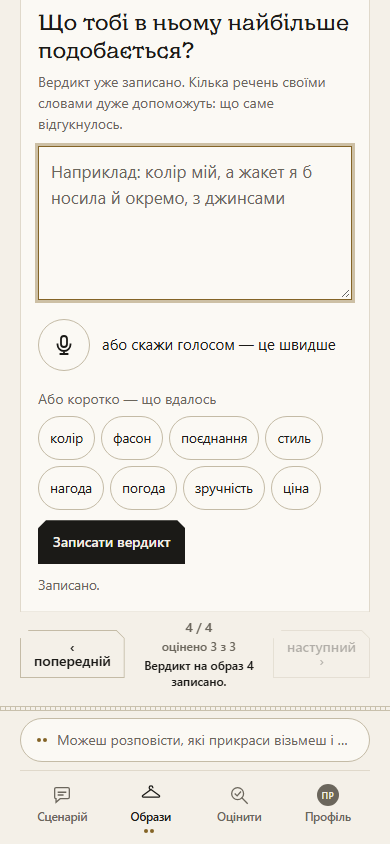 Що тобі в ньому найбільше
подобається?
Вердикт уже записано. Кілька речень своїми
словами дуже допоможуть: що саме
відгукнулось.
Наприклад: колір мій, а жакет я б
носила й окремо, з джинсами
або скажи голосом — це швидше
Або коротко — що вдалось
колір фасон поєднання стиль
нагода погода зручність ціна
Записати вердикт
Записано.
‹
попередній
4 / 4
оцінено 3 з 3
Вердикт на образ 4
записано.
наступний
›
Можеш розповісти, які прикраси візьмеш і ...
Сценарій Образи Оцінити ПР Профіль